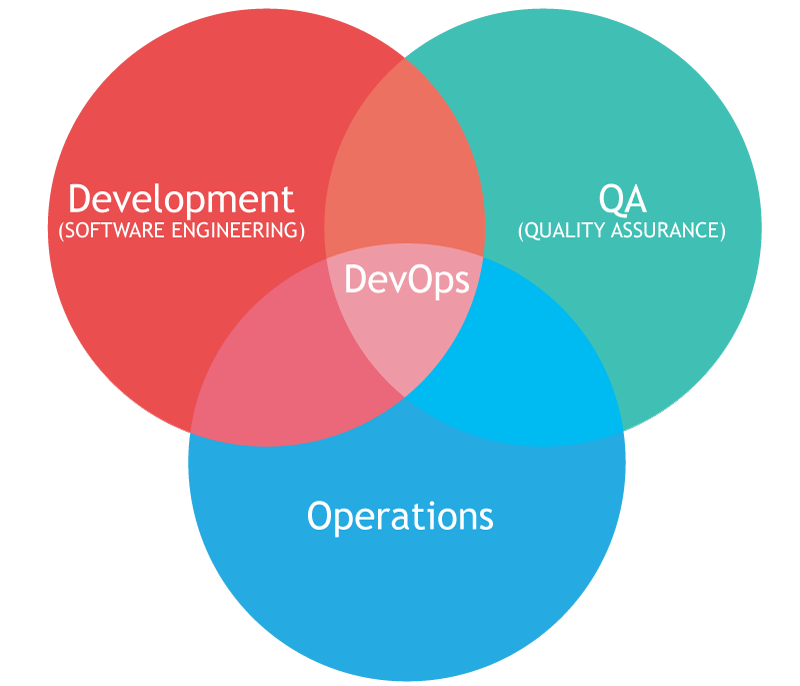 Development
(SOFTWARE ENGINEERING)
QA
(QUALITY ASSURANCE)
DevOps
Operations